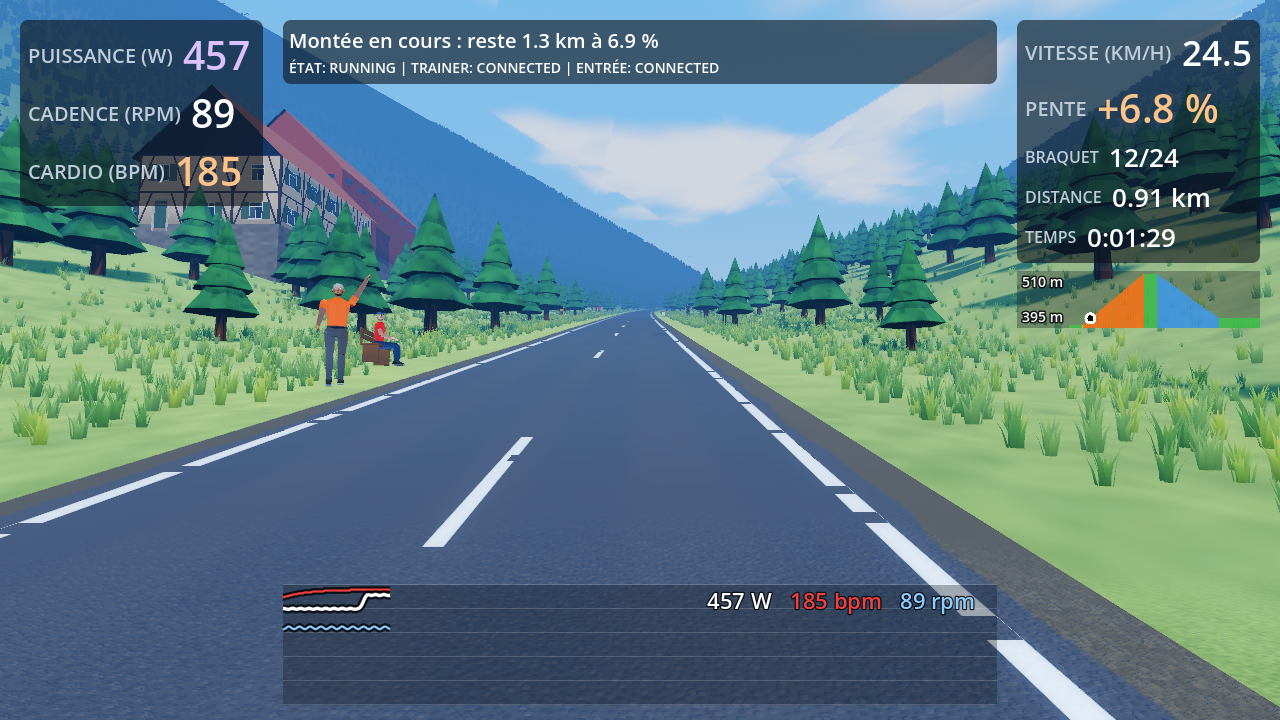 PUISSANCE (W) 457
CADENCE (RPM) 89
CARDIO (BPM) 185
Montée en cours : reste 1.3 km à 6.9 %
ÉTAT: RUNNING | TRAINER: CONNECTED | ENTRÉE: CONNECTED
VITESSE (KM/H) 24.5
PENTE +6.8 %
BRAQUET 12/24
DISTANCE 0.91 km
TEMPS 0:01:29
510 m
395 m
457 W 185 bpm 89 rpm